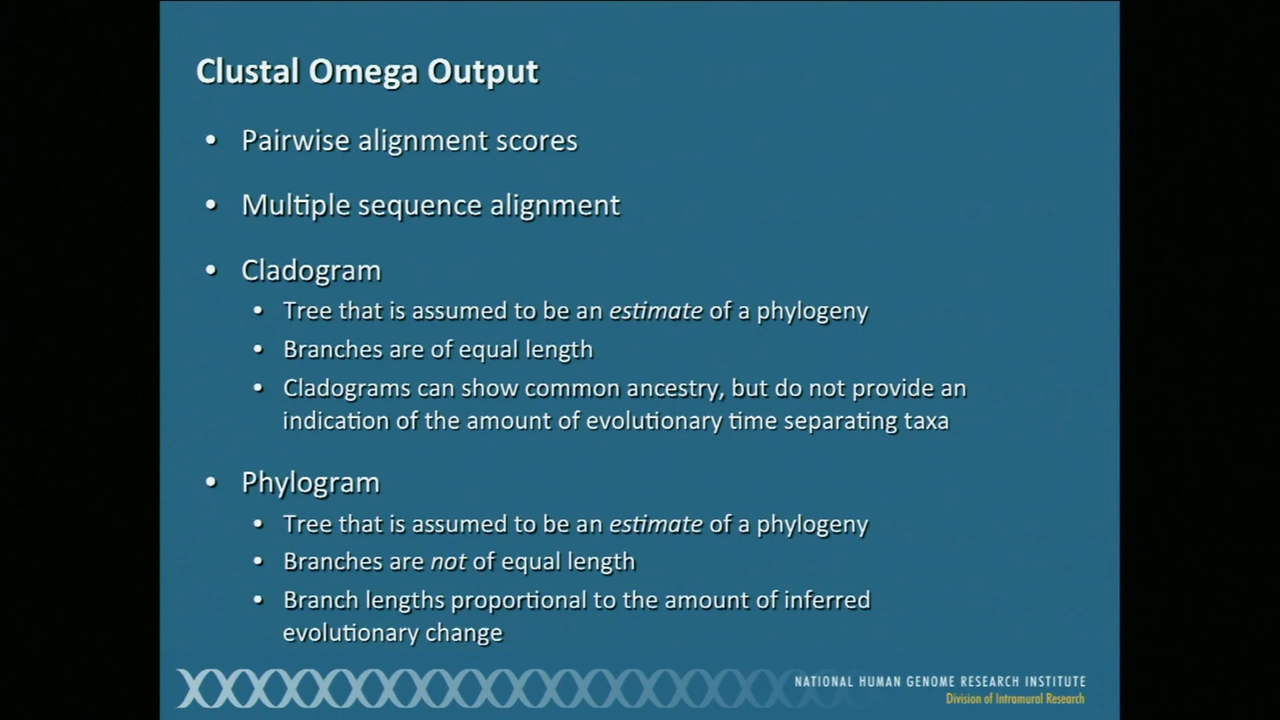 Clustal Omega Output
• Pairwise alignment scores
• Multiple sequence alignment
• Cladogram
• Tree that is assumed to be an estimate of a phylogeny
• Branches are of equal length
• Cladograms can show common ancestry, but do not provide an
indication of the amount of evolutionary time separating taxa
• Phylogram
• Tree that is assumed to be an estimate of a phylogeny
• Branches are not of equal length
• Branch lengths proportional to the amount of inferred
evolutionary change
NATIONAL HUMAN GENOME RESEARCH INSTITUTE
Division of Intramural Research